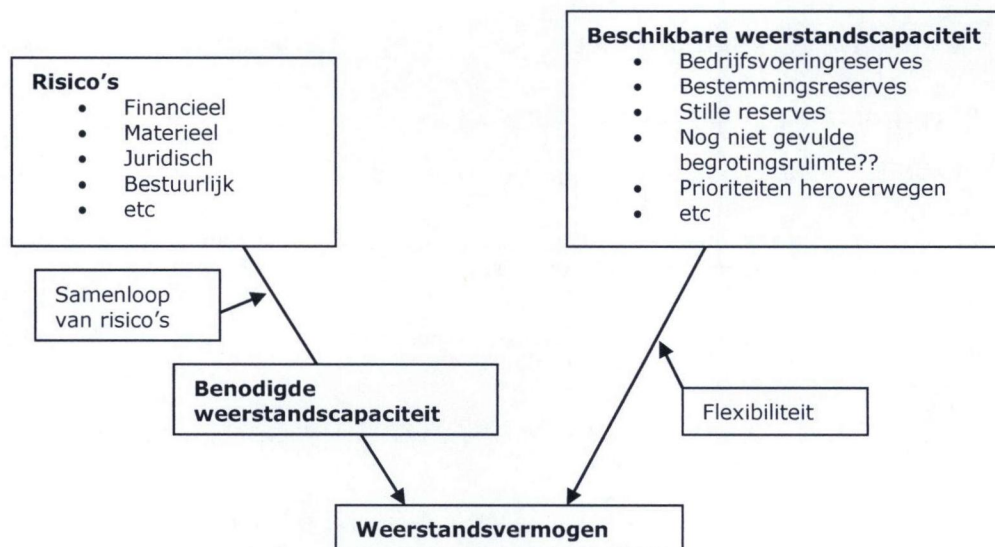 Risico's
• Financieel
• Materieel
• Juridisch
• Bestuurlijk
• etc
Beschikbare weerstandscapaciteit
• Bedrijfsvoeringreserves
• Bestemmingsreserves
• Stille reserves
• Nog niet gevulde
begrotingsruimte??
• Prioriteiten heroverwegen
• etc
Samenloop
van risico's
Benodigde
weerstandscapaciteit
Flexibiliteit
Weerstandsvermogen